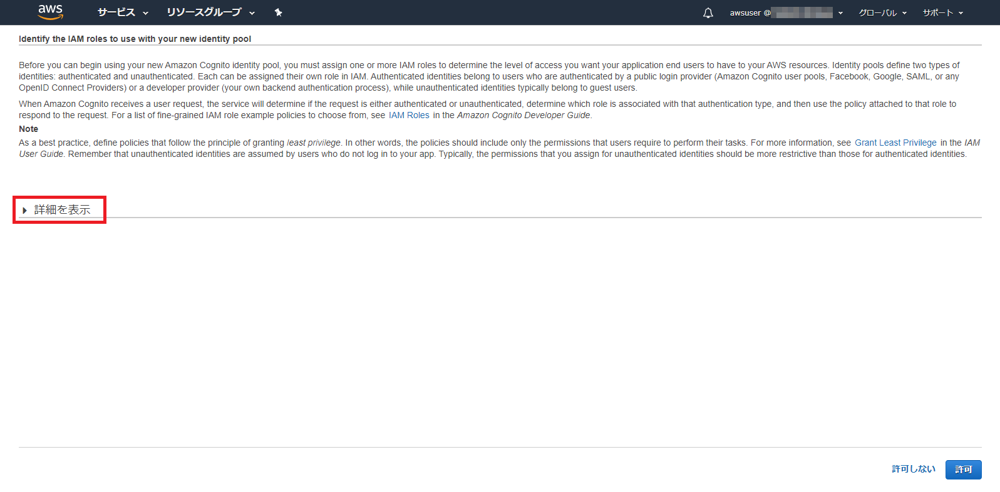 aws サービス リソースグループ awsuser @ グローバル サポート
Identify the IAM roles to use with your new identity pool
Before you can begin using your new Amazon Cognito identity pool, you must assign one or more IAM roles to determine the level of access you want your application end users to have to your AWS resources. Identity pools define two types of
identities: authenticated and unauthenticated. Each can be assigned their own role in IAM. Authenticated identities belong to users who are authenticated by a public login provider (Amazon Cognito user pools, Facebook, Google, SAML, or any
OpenID Connect Providers) or a developer provider (your own backend authentication process), while unauthenticated identities typically belong to guest users.
When Amazon Cognito receives a user request, the service will determine if the request is either authenticated or unauthenticated, determine which role is associated with that authentication type, and then use the policy attached to that role to
respond to the request. For a list of fine-grained IAM role example policies to choose from, see IAM Roles in the Amazon Cognito Developer Guide.
Note
As a best practice, define policies that follow the principle of granting least privilege. In other words, the policies should include only the permissions that users require to perform their tasks. For more information, see Grant Least Privilege in the IAM
User Guide. Remember that unauthenticated identities are assumed by users who do not log in to your app. Typically, the permissions that you assign for unauthenticated identities should be more restrictive than those for authenticated identities.
詳細を表示
許可しない 許可